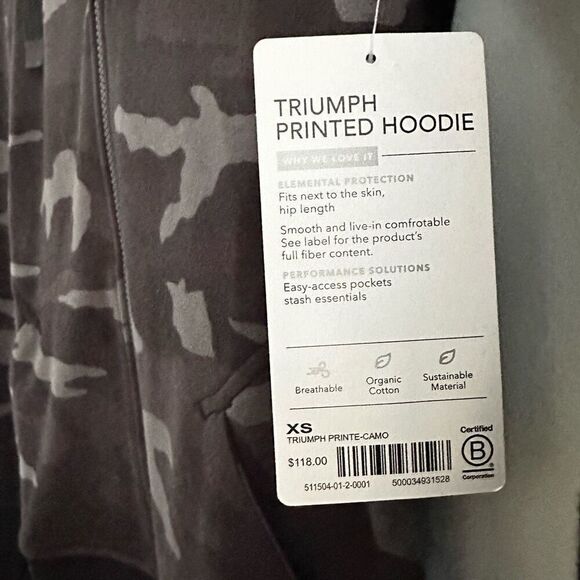 TRIUMPH
PRINTED HOODIE
WHY WE LOVE IT
ELEMENTAL PROTECTION
Fits next to the skin,
hip length
Smooth and live-in comfrotable
See label for the product's
full fiber content.
PERFORMANCE SOLUTIONS
Easy-access pockets
stash essentials
Breathable
Organic
Cotton
Sustainable
Material
XS
TRIUMPH PRINTE-CAMO
$118.00
511504-01-2-0001
500034931528
Certified
B
Corporation